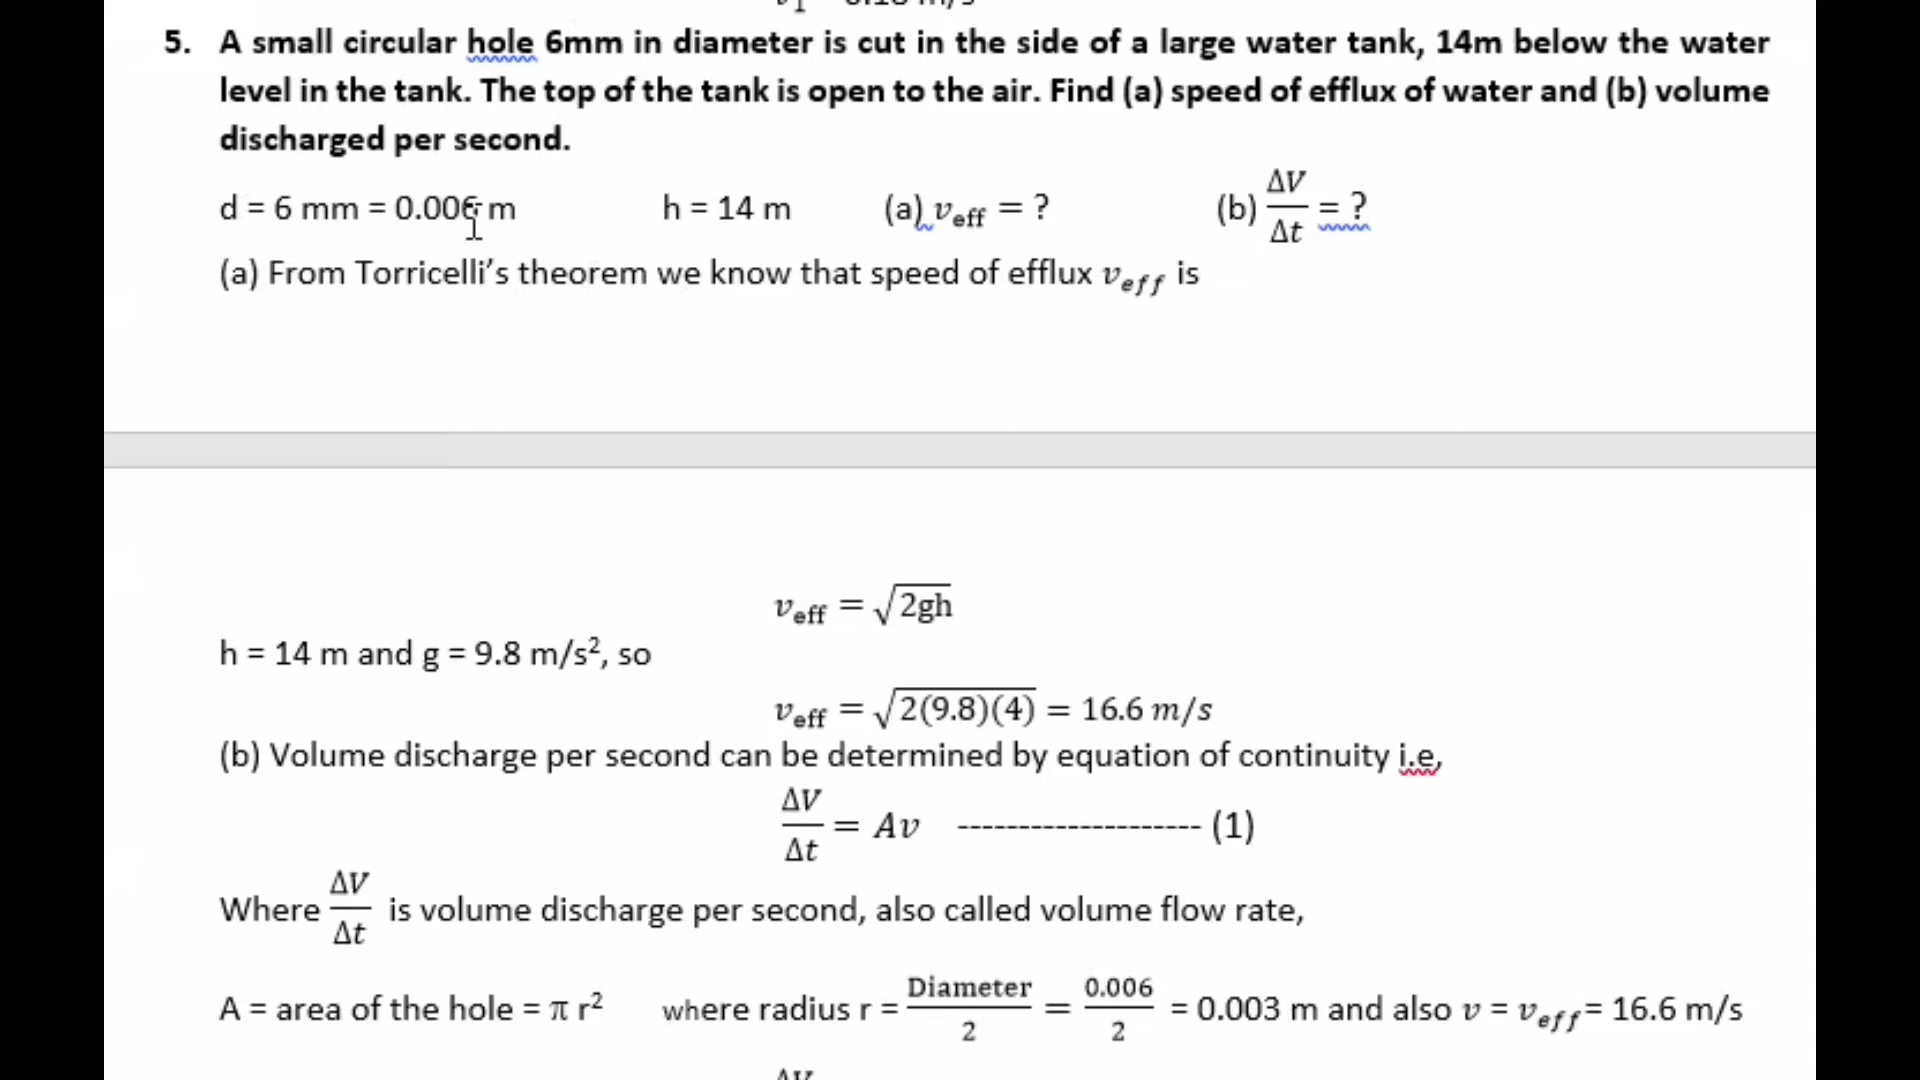 5. A small circular hole 6mm in diameter is cut in the side of a large water tank, 14m below the water
level in the tank. The top of the tank is open to the air. Find (a) speed of efflux of water and (b) volume
discharged per second.
d = 6 mm = 0.006 m h = 14 m (a) v_eff = ? (b) ΔV/Δt = ?
(a) From Torricelli’s theorem we know that speed of efflux v_eff is
v_eff = √2gh
h = 14 m and g = 9.8 m/s², so
v_eff = √2(9.8)(4) = 16.6 m/s
(b) Volume discharge per second can be determined by equation of continuity i.e,
ΔV/Δt = Av -------------------- (1)
Where ΔV/Δt is volume discharge per second, also called volume flow rate,
A = area of the hole = π r² where radius r = Diameter/2 = 0.006/2 = 0.003 m and also v = v_eff= 16.6 m/s